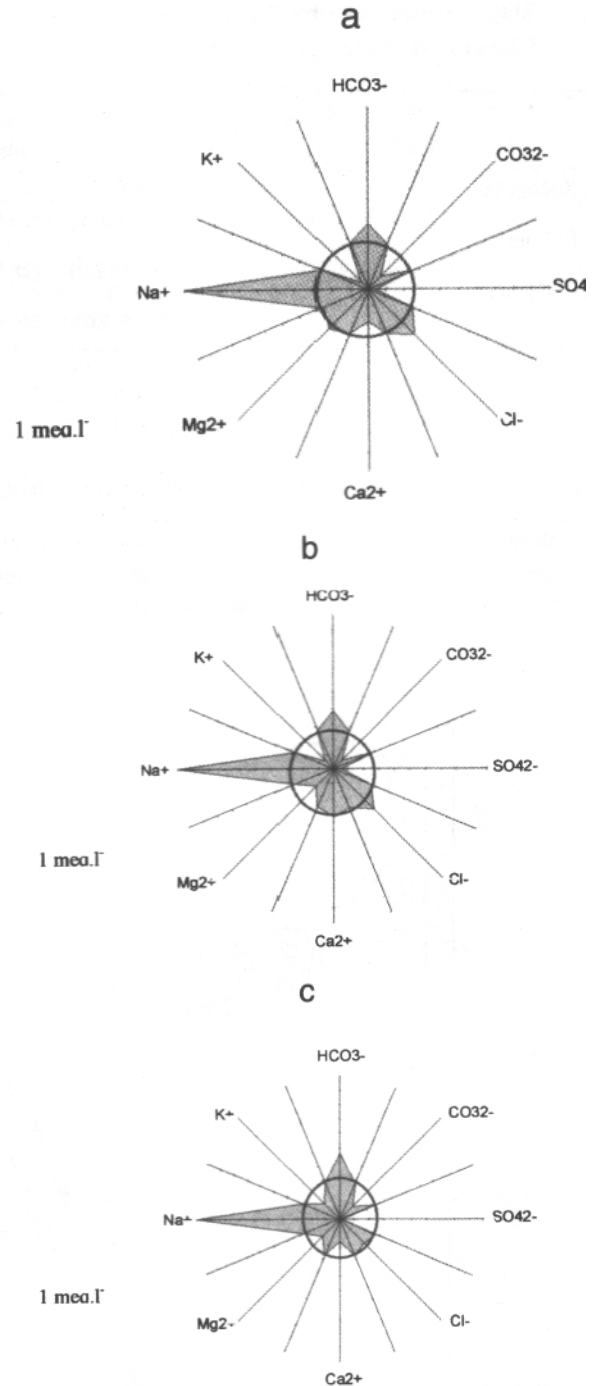 a
HCO3-
K+
CO32-
Na+
SO4
Mg2+
Cl-
1 mea.l-
Ca2+
b
HCO3-
K+
CO32-
Na+
SO42-
Mg2+
Cl-
1 mea.l-
Ca2+
c
HCO3-
K+
CO32-
Na+
SO42-
Mg2-
Cl-
1 mea.l-
Ca2+